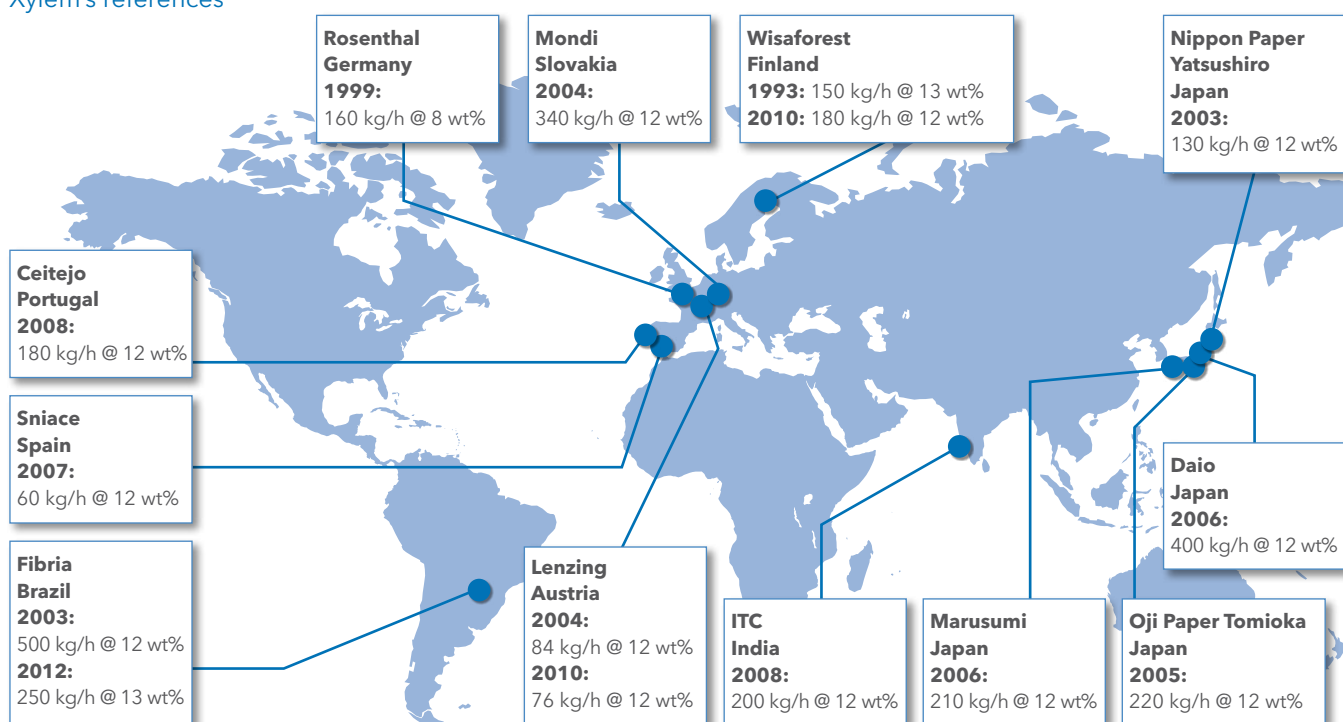 Xylem's references
Rosenthal
Germany
1999:
160 kg/h @ 8 wt%
Mondi
Slovakia
2004:
340 kg/h @ 12 wt%
Wisaforest
Finland
1993: 150 kg/h @ 13 wt%
2010: 180 kg/h @ 12 wt%
Nippon Paper
Yatsushiro
Japan
2003:
130 kg/h @ 12 wt%
Ceitejo
Portugal
2008:
180 kg/h @ 12 wt%
Sniace
Spain
2007:
60 kg/h @ 12 wt%
Fibria
Brazil
2003:
500 kg/h @ 12 wt%
2012:
250 kg/h @ 13 wt%
Lenzing
Austria
2004:
84 kg/h @ 12 wt%
2010:
76 kg/h @ 12 wt%
ITC
India
2008:
200 kg/h @ 12 wt%
Marusumi
Japan
2006:
210 kg/h @ 12 wt%
Oji Paper Tomioka
Japan
2005:
220 kg/h @ 12 wt%
Daio
Japan
2006:
400 kg/h @ 12 wt%